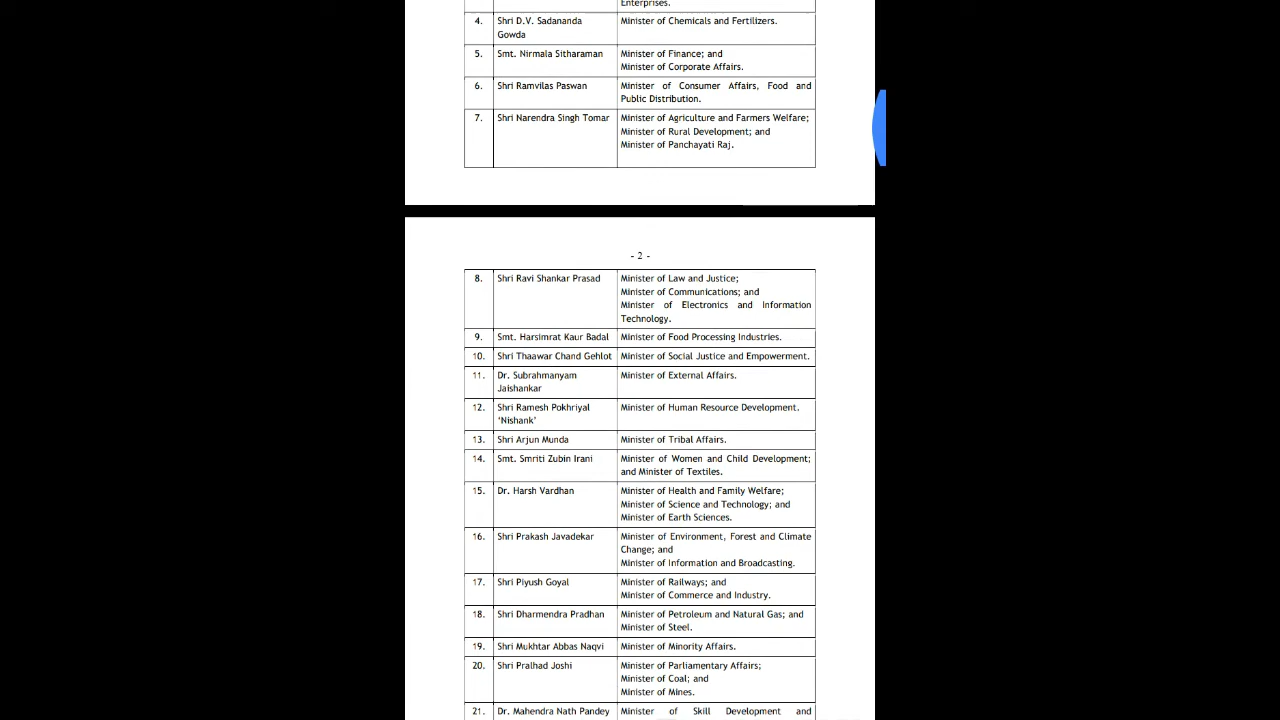 Enterprises.
4. Shri D.V. Sadananda Minister of Chemicals and Fertilizers.
Gowda
5. Smt. Nirmala Sitharaman Minister of Finance; and
Minister of Corporate Affairs.
6. Shri Ramvilas Paswan Minister of Consumer Affairs, Food and
Public Distribution.
7. Shri Narendra Singh Tomar Minister of Agriculture and Farmers Welfare;
Minister of Rural Development; and
Minister of Panchayati Raj.
- 2 -
8. Shri Ravi Shankar Prasad Minister of Law and Justice;
Minister of Communications; and
Minister of Electronics and Information
Technology.
9. Smt. Harsimrat Kaur Badal Minister of Food Processing Industries.
10. Shri Thaawar Chand Gehlot Minister of Social Justice and Empowerment.
11. Dr. Subrahmanyam Minister of External Affairs.
Jaishankar
12. Shri Ramesh Pokhriyal Minister of Human Resource Development.
‘Nishank’
13. Shri Arjun Munda Minister of Tribal Affairs.
14. Smt. Smriti Zubin Irani Minister of Women and Child Development;
and Minister of Textiles.
15. Dr. Harsh Vardhan Minister of Health and Family Welfare;
Minister of Science and Technology; and
Minister of Earth Sciences.
16. Shri Prakash Javadekar Minister of Environment, Forest and Climate
Change; and
Minister of Information and Broadcasting.
17. Shri Piyush Goyal Minister of Railways; and
Minister of Commerce and Industry.
18. Shri Dharmendra Pradhan Minister of Petroleum and Natural Gas; and
Minister of Steel.
19. Shri Mukhtar Abbas Naqvi Minister of Minority Affairs.
20. Shri Pralhad Joshi Minister of Parliamentary Affairs;
Minister of Coal; and
Minister of Mines.
21. Dr. Mahendra Nath Pandey Minister of Skill Development and